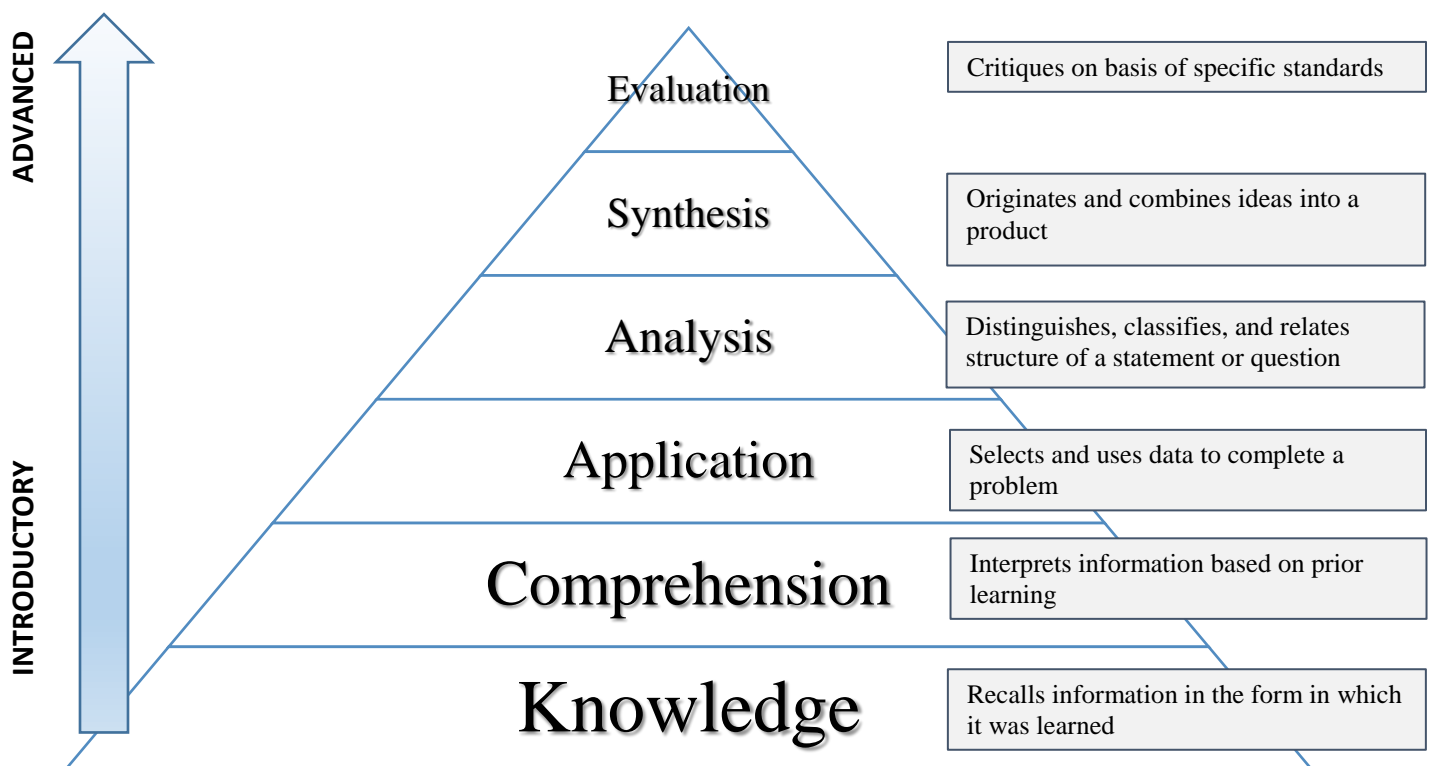 ADVANCED
INTRODUCTORY
Evaluation
Critiques on basis of specific standards
Synthesis
Originates and combines ideas into a
product
Analysis
Distinguishes, classifies, and relates
structure of a statement or question
Application
Selects and uses data to complete a
problem
Comprehension
Interprets information based on prior
learning
Knowledge
Recalls information in the form in which
it was learned